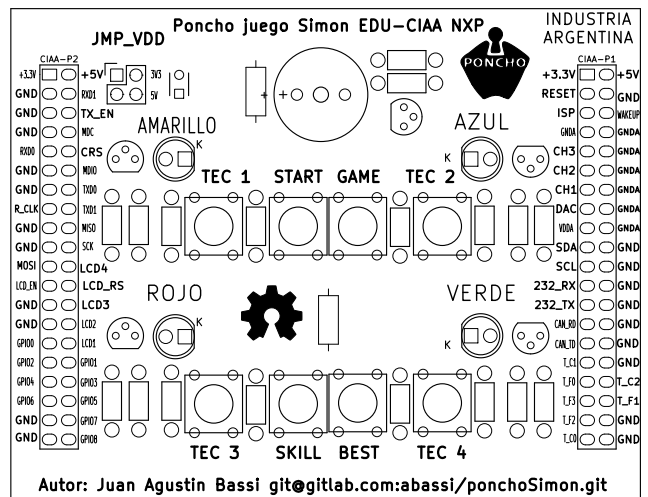 Poncho juego Simon EDU-CIAA NXP
INDUSTRIA
ARGENTINA
JMP_VDD
PONCHO
CIAA-P2
+3.3V
+5V
GND
RXD1
GND
TX_EN
GND
MDC
RXD0
CRS
GND
MDIO
GND
TXD0
R_CLK
TXD1
GND
MISO
GND
SCK
MOSI
LCD4
LCD_EN
LCD_RS
GND
LCD3
GND
LCD2
GPIO0
LCD1
GPIO2
GPIO1
GPIO4
GPIO3
GPIO6
GPIO5
GND
GPIO7
GND
GPIO8
3V3
5V
+
+
AMARILLO
K
AZUL
K
TEC 1
START
GAME
TEC 2
ROJO
K
VERDE
K
TEC 3
SKILL
BEST
TEC 4
CIAA-P1
+3.3V
+5V
RESET
GND
ISP
WAKEUP
GNDA
GNDA
CH3
GNDA
CH2
GNDA
CH1
GNDA
DAC
GNDA
VDDA
GNDA
SDA
GND
SCL
GND
232_RX
GND
232_TX
GND
CAN_RD
GND
CAN_TD
GND
T_C1
GND
T_F0
T_C2
T_F3
T_F1
T_F2
GND
T_C0
GND
Autor: Juan Agustin Bassi git@gitlab.com:abassi/ponchoSimon.git